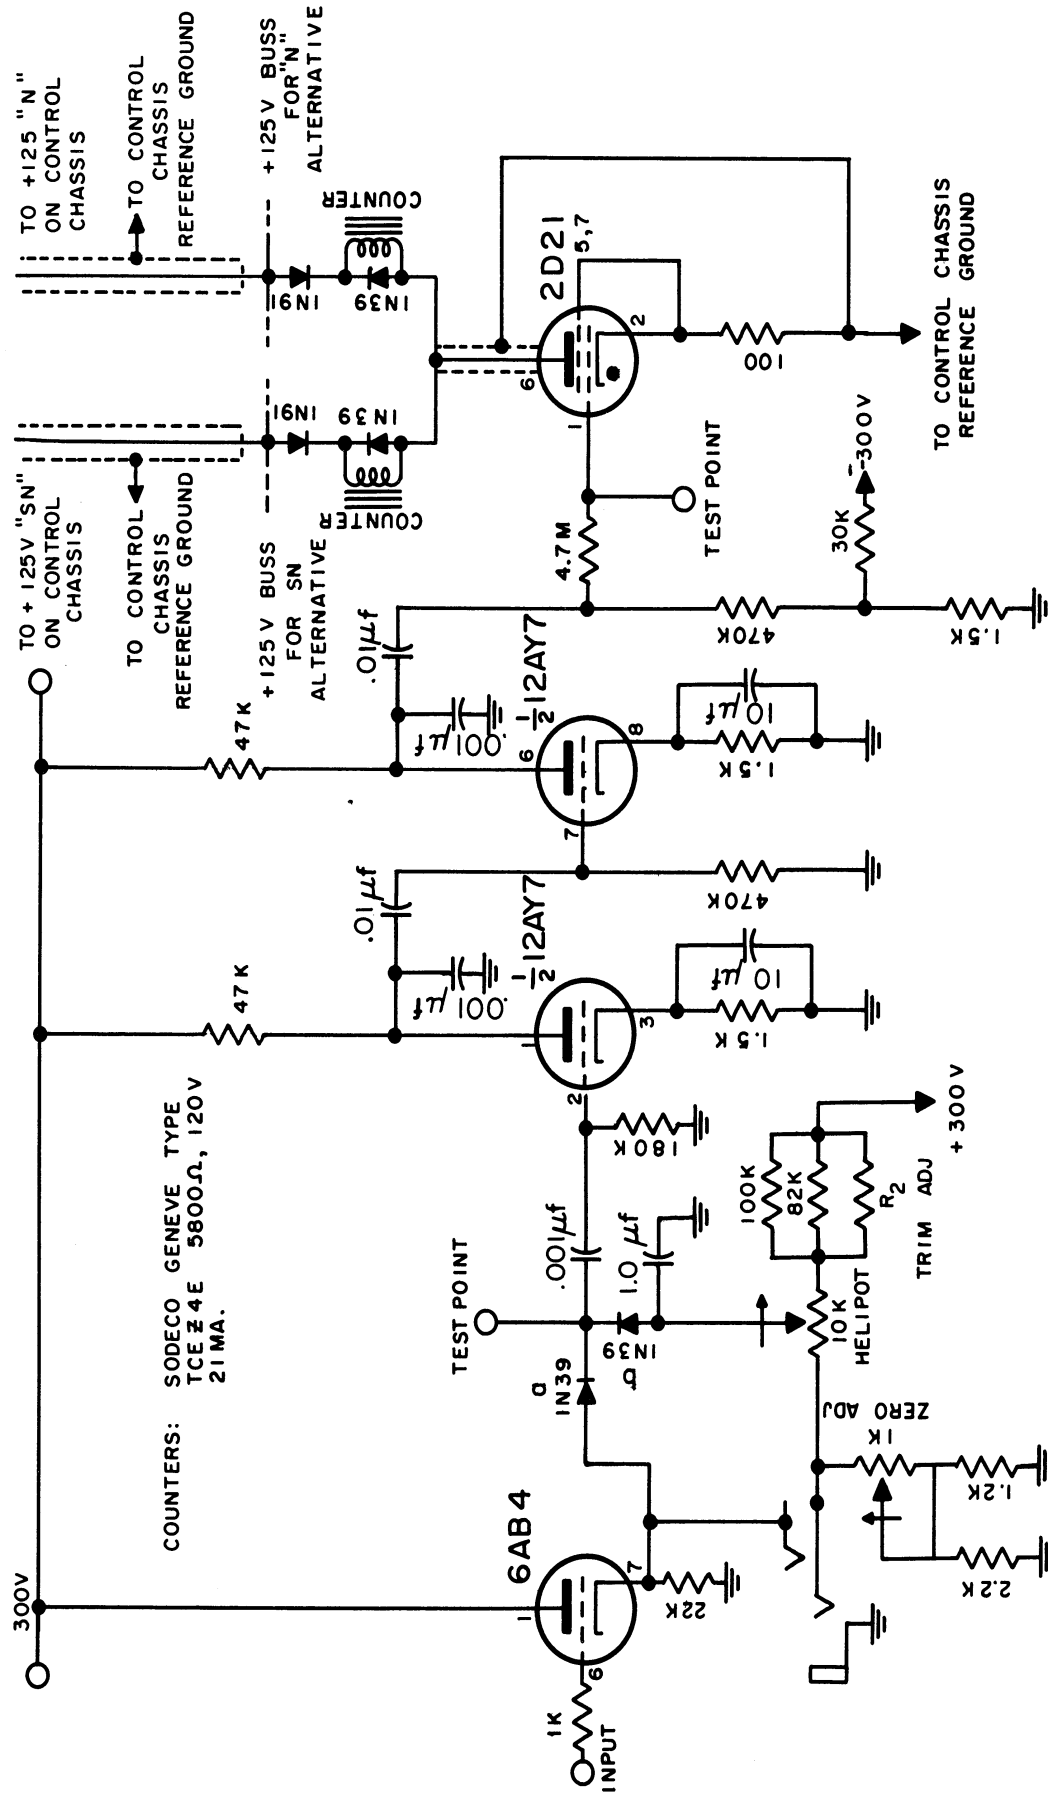 TO +125 "N"
ON CONTROL
CHASSIS
TO CONTROL
CHASSIS
REFERENCE GROUND
+125V BUSS
FOR "N"
ALTERNATIVE
1N91
1N39
COUNTER
TO + 125V "SN"
ON CONTROL
CHASSIS
TO CONTROL
CHASSIS
REFERENCE GROUND
+125V BUSS
FOR SN
ALTERNATIVE
1N91
1N39
COUNTER
2D21
5,7
6
1
2
100
TO CONTROL CHASSIS
REFERENCE GROUND
TEST POINT
4.7M
-300V
30K
470K
1.5K
.01μf
47K
.001μf
1/2 12AY7
6
7
8
1.5K
10μf
.01μf
470K
47K
.001μf
1/2 12AY7
1
2
3
1.5K
10μf
180K
COUNTERS: SODECO GENEVE TYPE
TCEZ4E 5800Ω, 120V
21MA.
TEST POINT
.001μf
1.0μf
a
1N39
b
1N39
100K
82K
R2
TRIM ADJ
+300V
10K
HELIPOT
ZERO ADJ
1K
1.2K
2.2K
300V
6AB4
1
6
7
22K
1K
INPUT